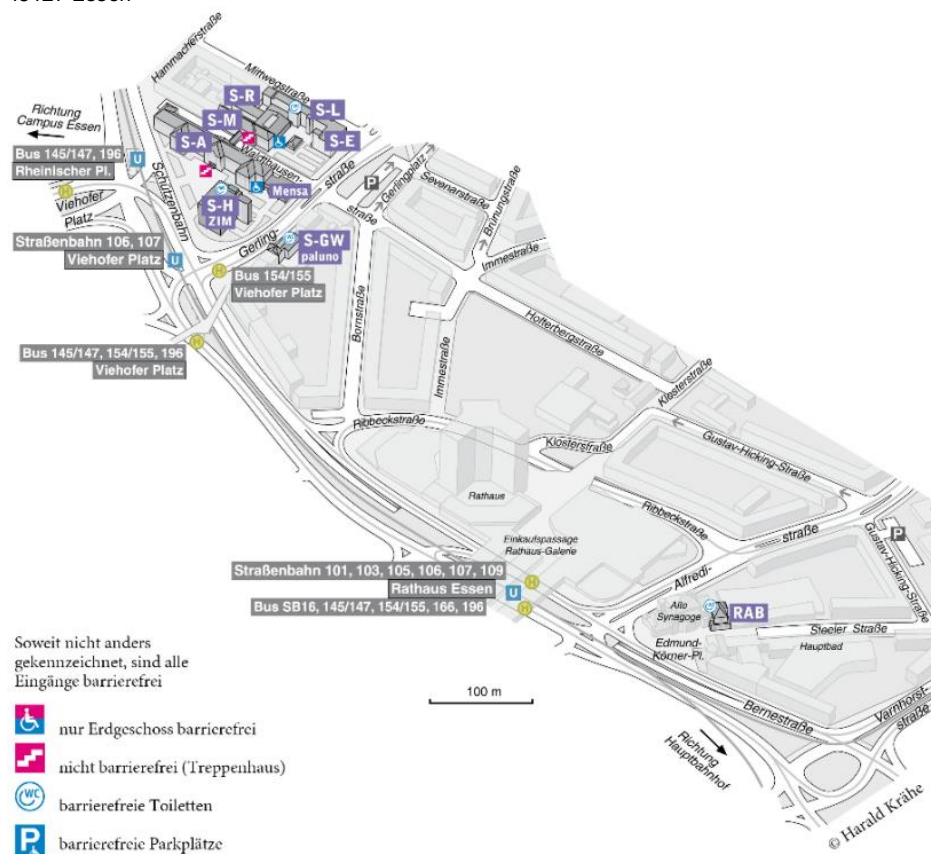 45127 Essen
Hammacherstraße
Mittwegstraße
Richtung
Campus Essen
S-R
S-L
S-M
S-E
S-A
Bus 145/147, 196
Rheinischer Pl.
U
Waldthausen-
straße
P
Gerlingplatz
Sevenarstraße
Brüningstraße
Mensa
S-H
ZIM
H
Viehofer
Platz
Schützenbahn
Gerling-
straße
S-GW
paluno
Immestraße
Straßenbahn 106, 107
Viehofer Platz
U
H
Bus 154/155
Viehofer Platz
Bornstraße
Hofterbergstraße
Bus 145/147, 154/155, 196
Viehofer Platz
H
Immestraße
Klosterstraße
Ribbeckstraße
Klosterstraße
Gustav-Hicking-Straße
Rathaus
Ribbeckstraße
Einkaufspassage
Rathaus-Galerie
straße
P
Gustav-Hicking-Straße
Straßenbahn 101, 103, 105, 106, 107, 109
Rathaus Essen
Bus SB16, 145/147, 154/155, 166, 196
U
H
H
Alfredi-
Alte
Synagoge
RAB
Steeler Straße
Edmund-
Körner-Pl.
Hauptbad
100 m
Bernestraße
Varnhorst-
straße
Richtung
Hauptbahnhof
Soweit nicht anders
gekennzeichnet, sind alle
Eingänge barrierefrei
nur Erdgeschoss barrierefrei
nicht barrierefrei (Treppenhaus)
WC
barrierefreie Toiletten
P
barrierefreie Parkplätze
© Harald Krähe